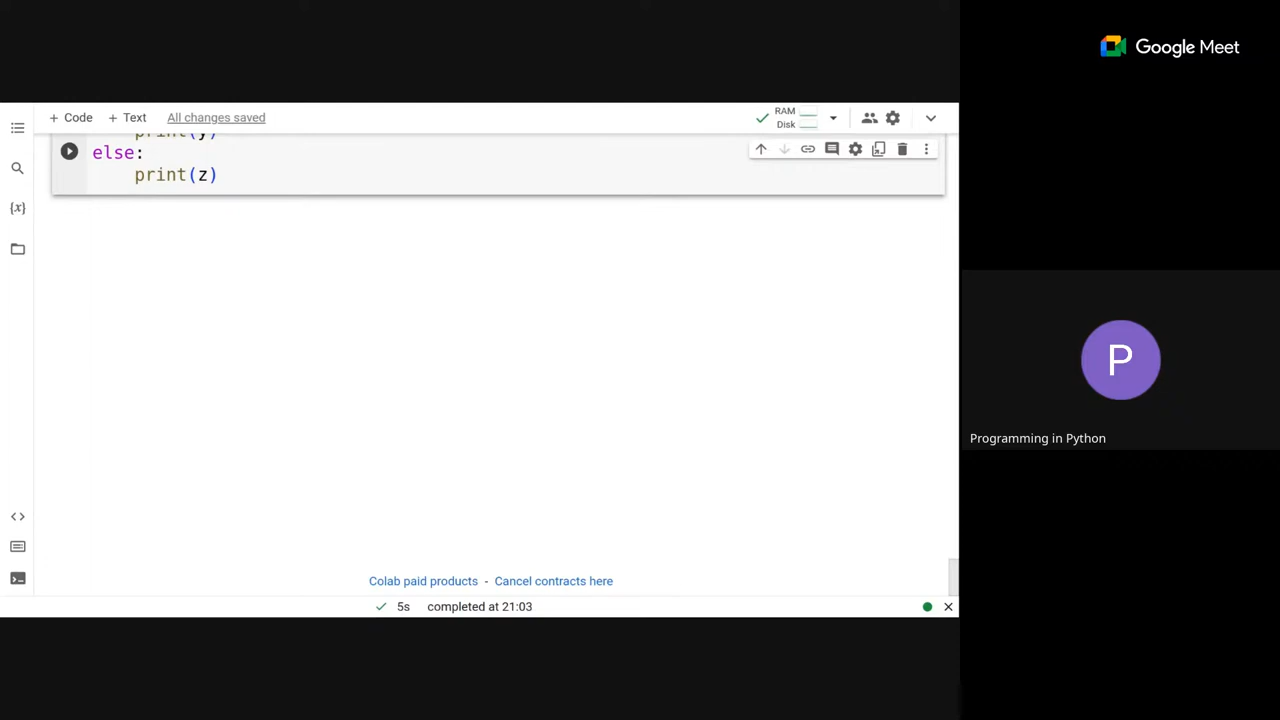 Google Meet
+ Code + Text All changes saved
RAM
Disk
print(y)
else:
print(z)
{x}
P
Programming in Python
Colab paid products - Cancel contracts here
5s completed at 21:03